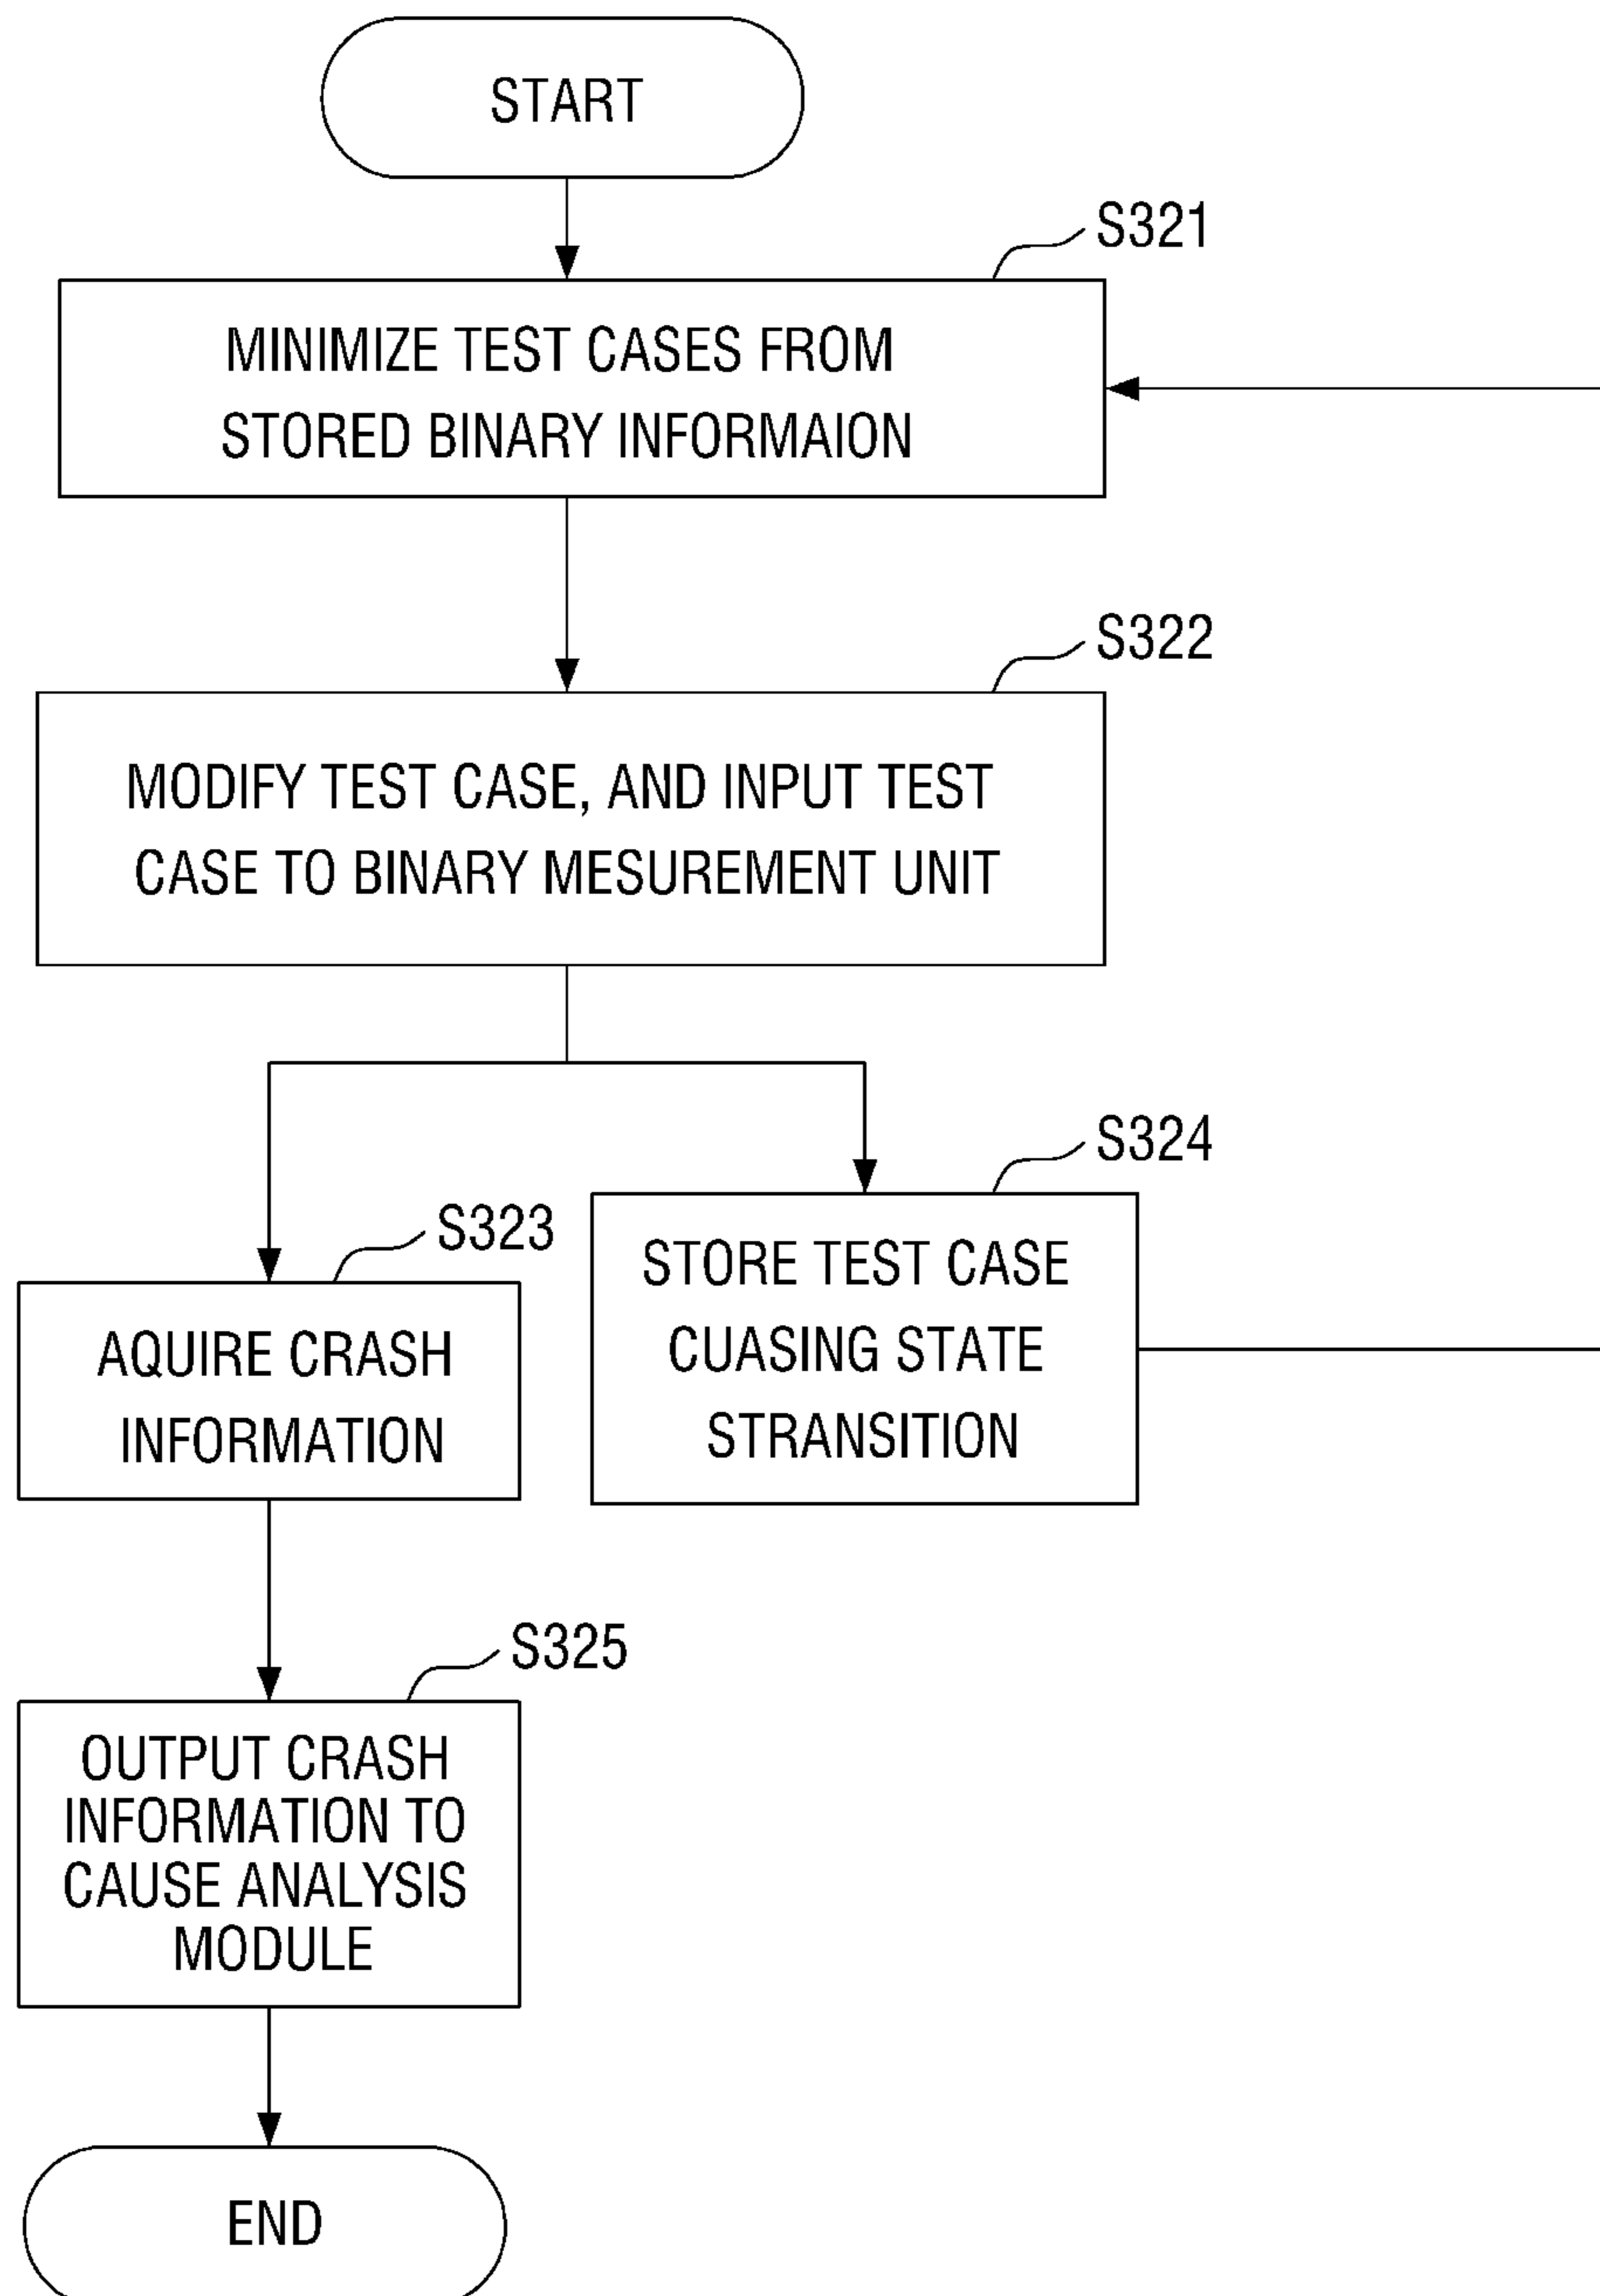 START
S321
MINIMIZE TEST CASES FROM
STORED BINARY INFORMAION
S322
MODIFY TEST CASE, AND INPUT TEST
CASE TO BINARY MESUREMENT UNIT
S324
STORE TEST CASE
CUASING STATE
STRANSITION
S323
AQUIRE CRASH
INFORMATION
S325
OUTPUT CRASH
INFORMATION TO
CAUSE ANALYSIS
MODULE
END